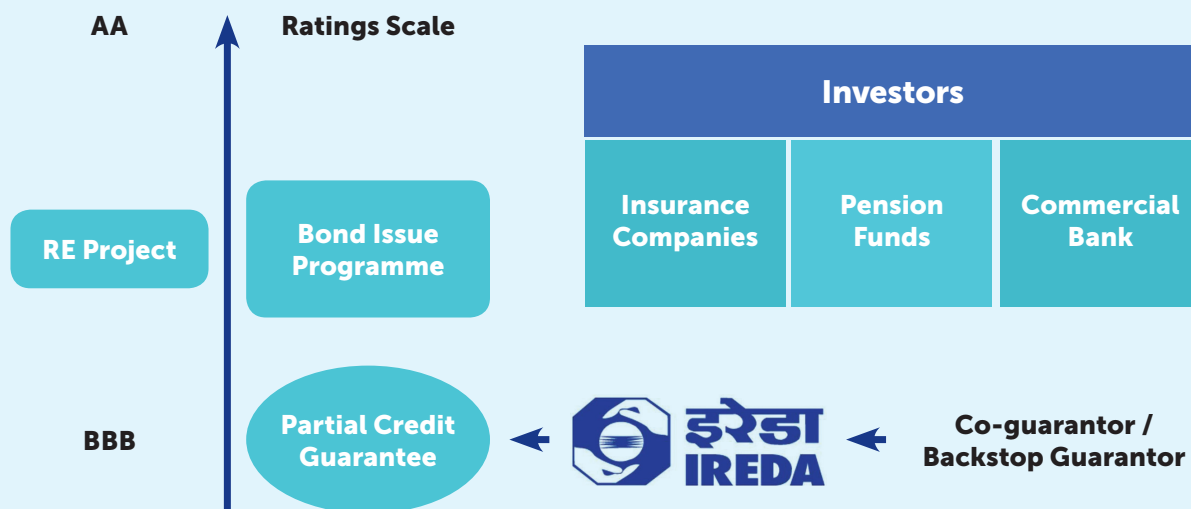 AA
Ratings Scale
Investors
Insurance
Companies
Pension
Funds
Commercial
Bank
RE Project
Bond Issue
Programme
BBB
Partial Credit
Guarantee
इरेडा
IREDA
Co-guarantor /
Backstop Guarantor